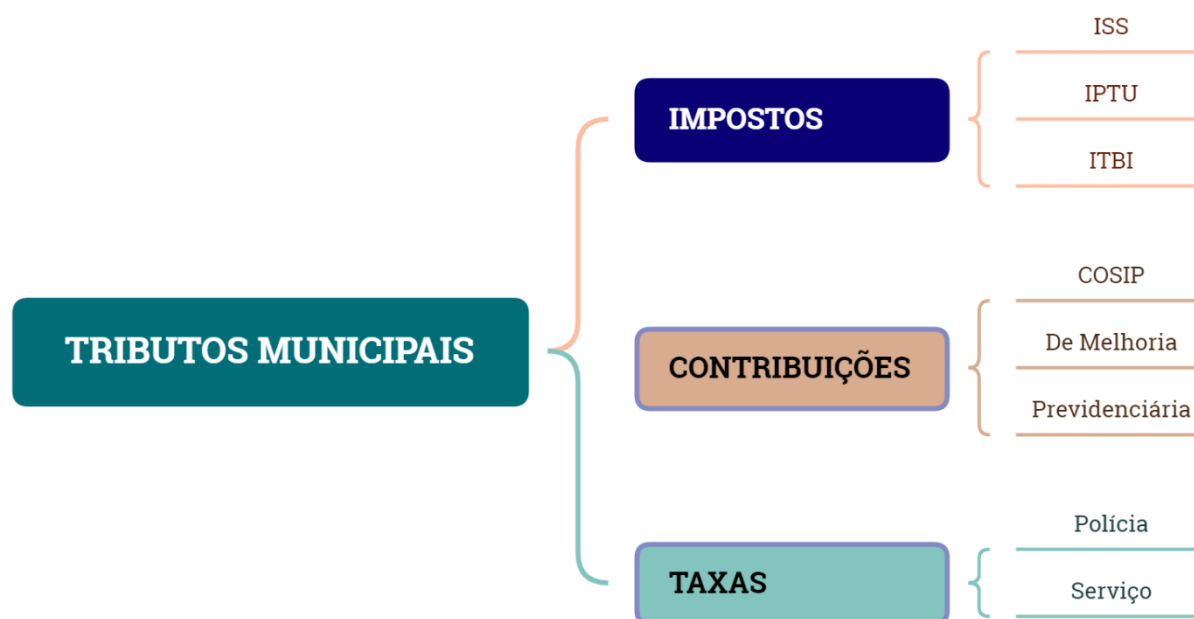 TRIBUTOS MUNICIPAIS
IMPOSTOS
ISS
IPTU
ITBI
CONTRIBUIÇÕES
COSIP
De Melhoria
Previdenciária
TAXAS
Polícia
Serviço